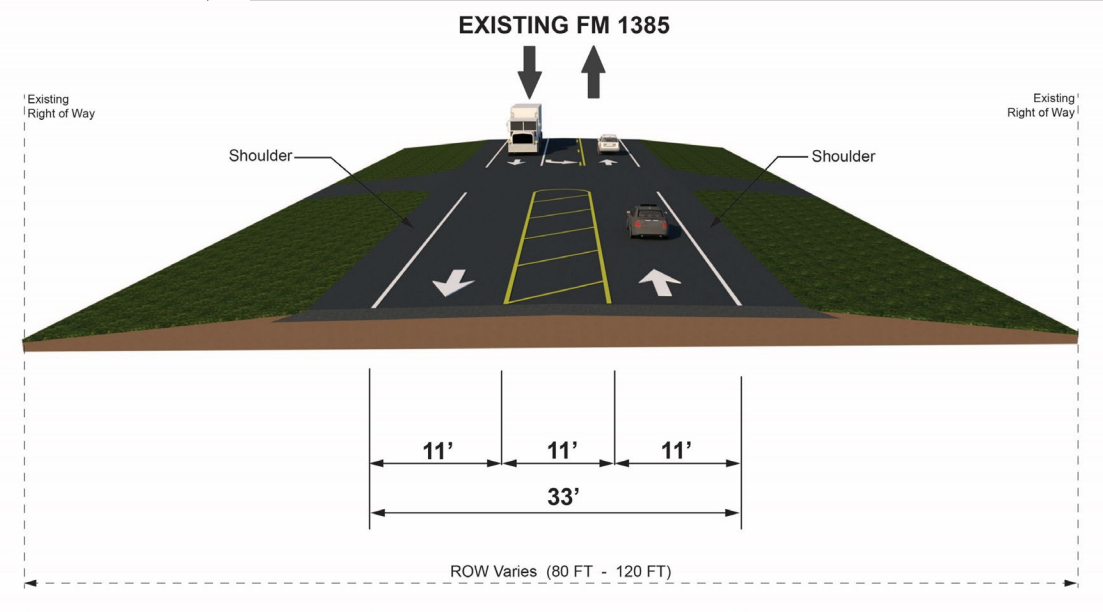 EXISTING FM 1385
Existing
Right of Way
Existing
Right of Way
Shoulder
Shoulder
11’
11’
11’
33’
ROW Varies (80 FT - 120 FT)